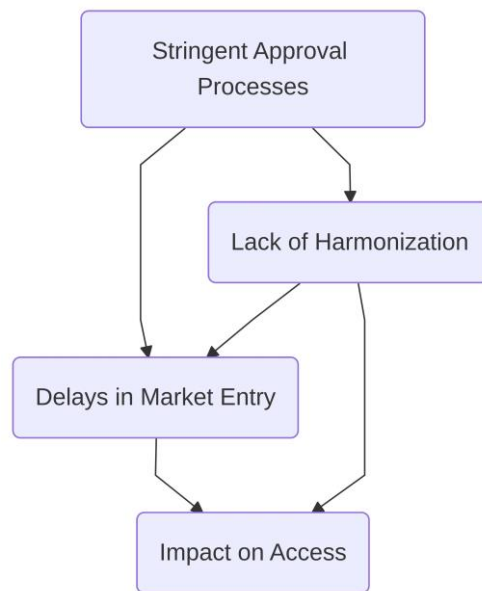 Stringent Approval
Processes
Lack of Harmonization
Delays in Market Entry
Impact on Access